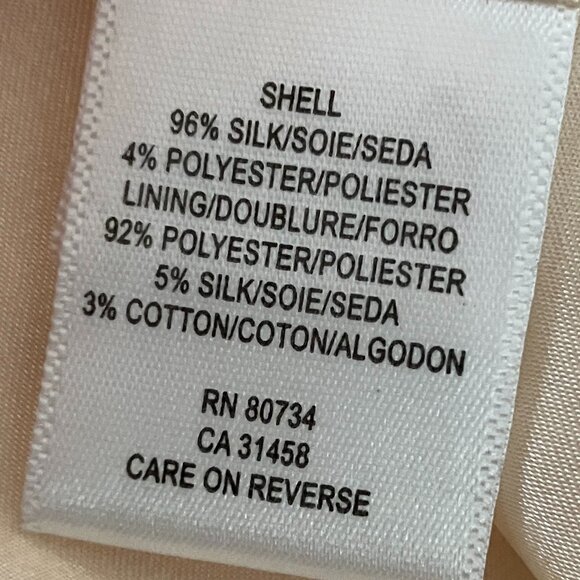 SHELL
96% SILK/SOIE/SEDA
4% POLYESTER/POLIESTER
LINING/DOUBLURE/FORRO
92% POLYESTER/POLIESTER
5% SILK/SOIE/SEDA
3% COTTON/COTON/ALGODON
RN 80734
CA 31458
CARE ON REVERSE